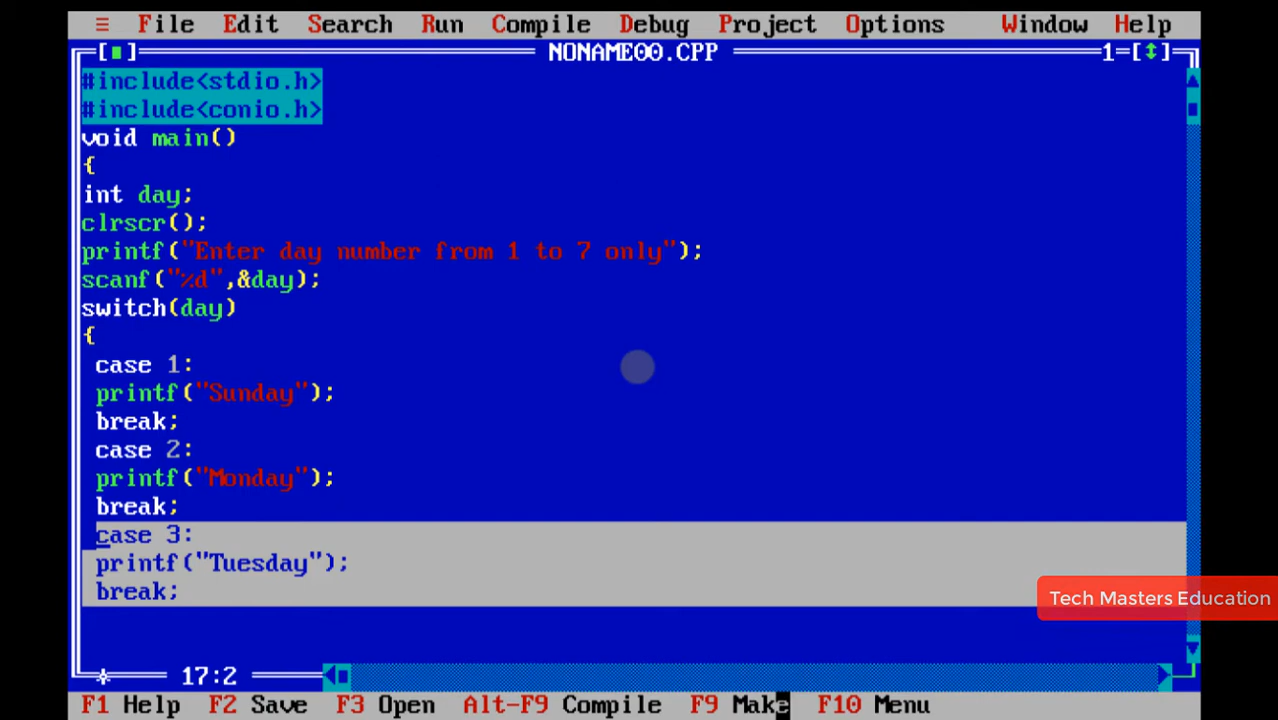 ≡ File Edit Search Run Compile Debug Project Options Window Help
[■] NONAME00.CPP 1=[↕]
#include<stdio.h>
#include<conio.h>
void main()
{
int day;
clrscr();
printf("Enter day number from 1 to 7 only");
scanf("%d",&day);
switch(day)
{
case 1:
printf("Sunday");
break;
case 2:
printf("Monday");
break;
case 3:
printf("Tuesday");
break;
Tech Masters Education
17:2
F1 Help F2 Save F3 Open Alt-F9 Compile F9 Make F10 Menu